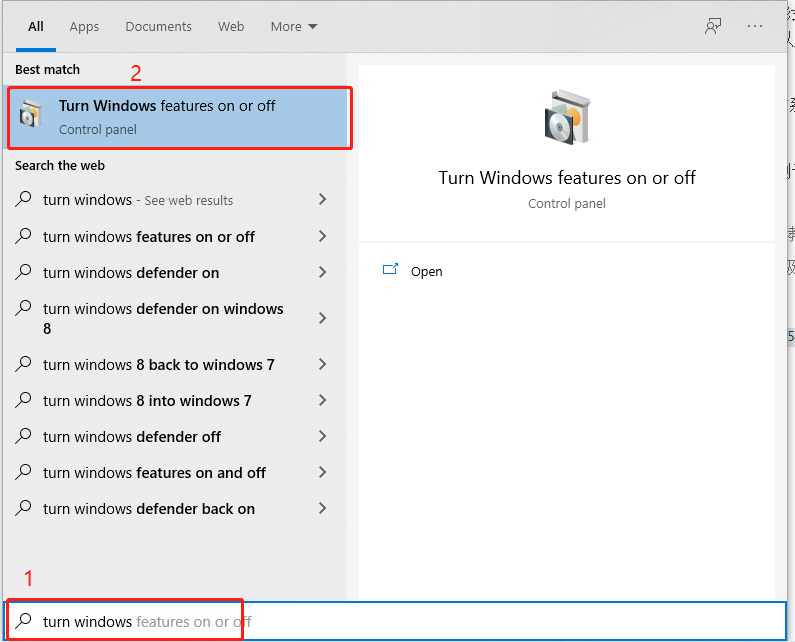 All Apps Documents Web More
Best match
2
Turn Windows features on or off
Control panel
Search the web
turn windows - See web results
turn windows features on or off
turn windows defender on
turn windows defender on windows
8
turn windows 8 back to windows 7
turn windows 8 into windows 7
turn windows defender off
turn windows features on and off
turn windows defender back on
Turn Windows features on or off
Control panel
Open
1
turn windows features on or off